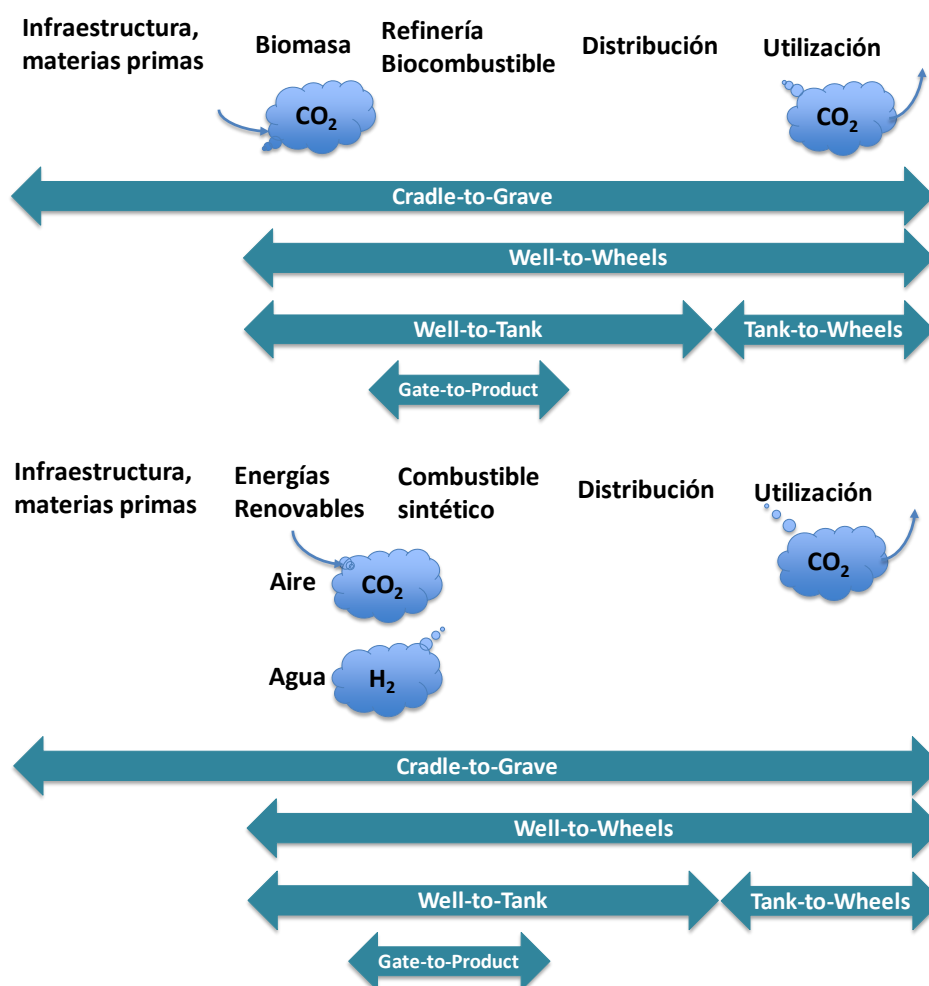 Infraestructura,
materias primas
Biomasa
Refinería
Biocombustible
Distribución
Utilización
CO₂
CO₂
Cradle-to-Grave
Well-to-Wheels
Well-to-Tank
Tank-to-Wheels
Gate-to-Product
Infraestructura,
materias primas
Energías
Renovables
Combustible
sintético
Distribución
Utilización
Aire
CO₂
CO₂
Agua
H₂
Cradle-to-Grave
Well-to-Wheels
Well-to-Tank
Tank-to-Wheels
Gate-to-Product